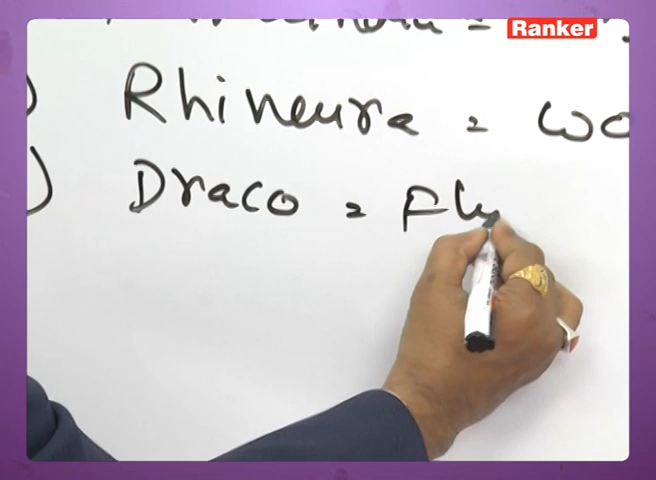 Ranker
) Rhineura = wo
) Draco = Fly